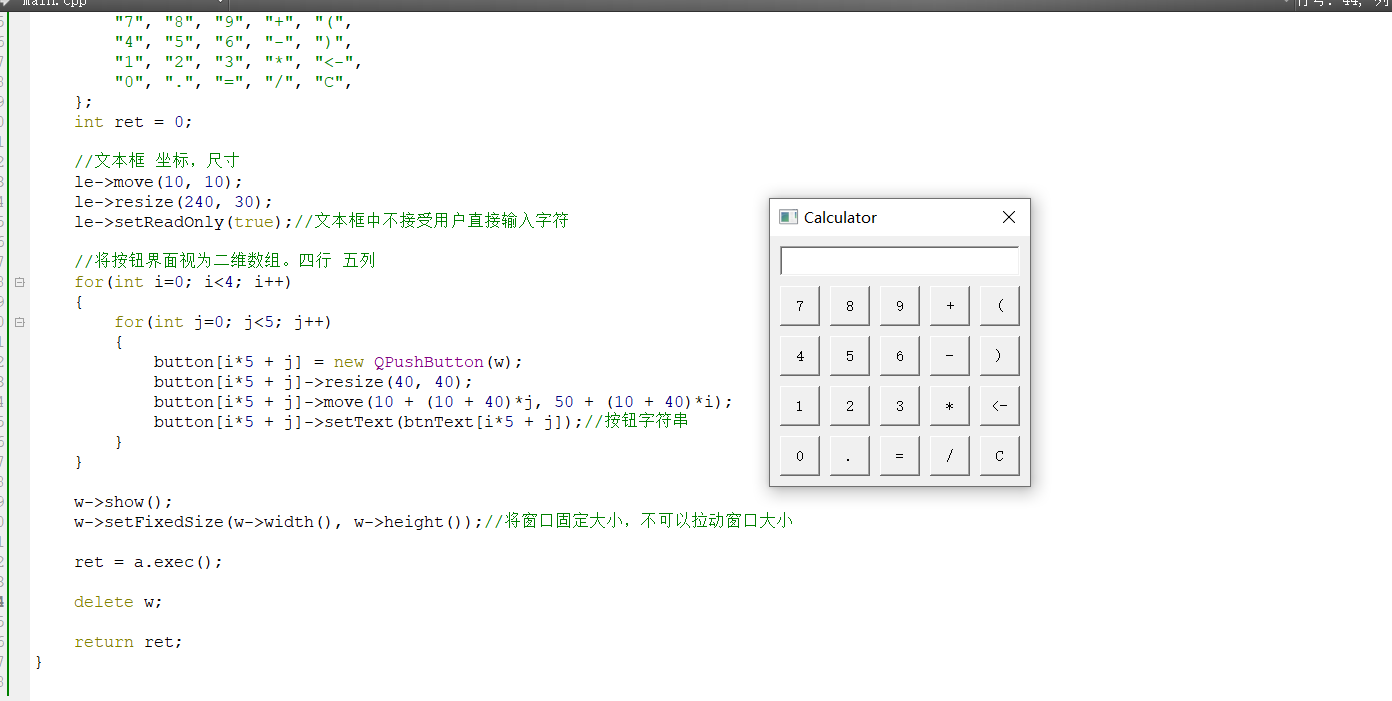 main.cpp
行号: 44, 列
"7", "8", "9", "+", "(",
"4", "5", "6", "-", ")",
"1", "2", "3", "*", "<-",
"0", ".", "=", "/", "C",
};
int ret = 0;
//文本框 坐标，尺寸
le->move(10, 10);
le->resize(240, 30);
le->setReadOnly(true);//文本框中不接受用户直接输入字符
//将按钮界面视为二维数组。四行 五列
for(int i=0; i<4; i++)
{
for(int j=0; j<5; j++)
{
button[i*5 + j] = new QPushButton(w);
button[i*5 + j]->resize(40, 40);
button[i*5 + j]->move(10 + (10 + 40)*j, 50 + (10 + 40)*i);
button[i*5 + j]->setText(btnText[i*5 + j]);//按钮字符串
}
}
w->show();
w->setFixedSize(w->width(), w->height());//将窗口固定大小，不可以拉动窗口大小
ret = a.exec();
delete w;
return ret;
}
Calculator
7 8 9 + (
4 5 6 - )
1 2 3 * <-
0 . = / C